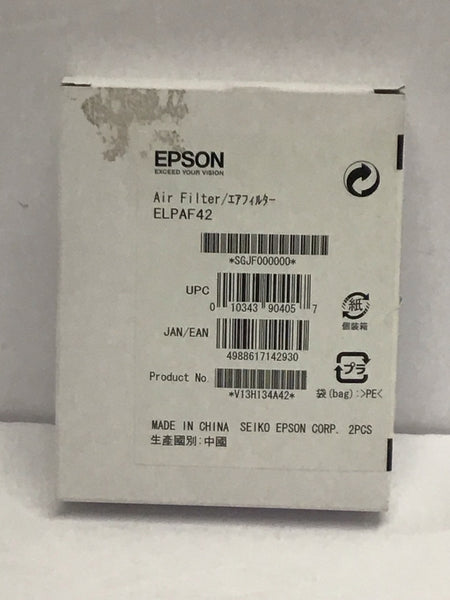 EPSON
EXCEED YOUR VISION
Air Filter/エアフィルター
ELPAF42
*SGJF000000*
UPC
0 10343 90405 7
紙
個装箱
JAN/EAN
4988617142930
プラ
Product No.
*V13H134A42*
袋(bag):>PE<
MADE IN CHINA SEIKO EPSON CORP. 2PCS
生產國別:中國